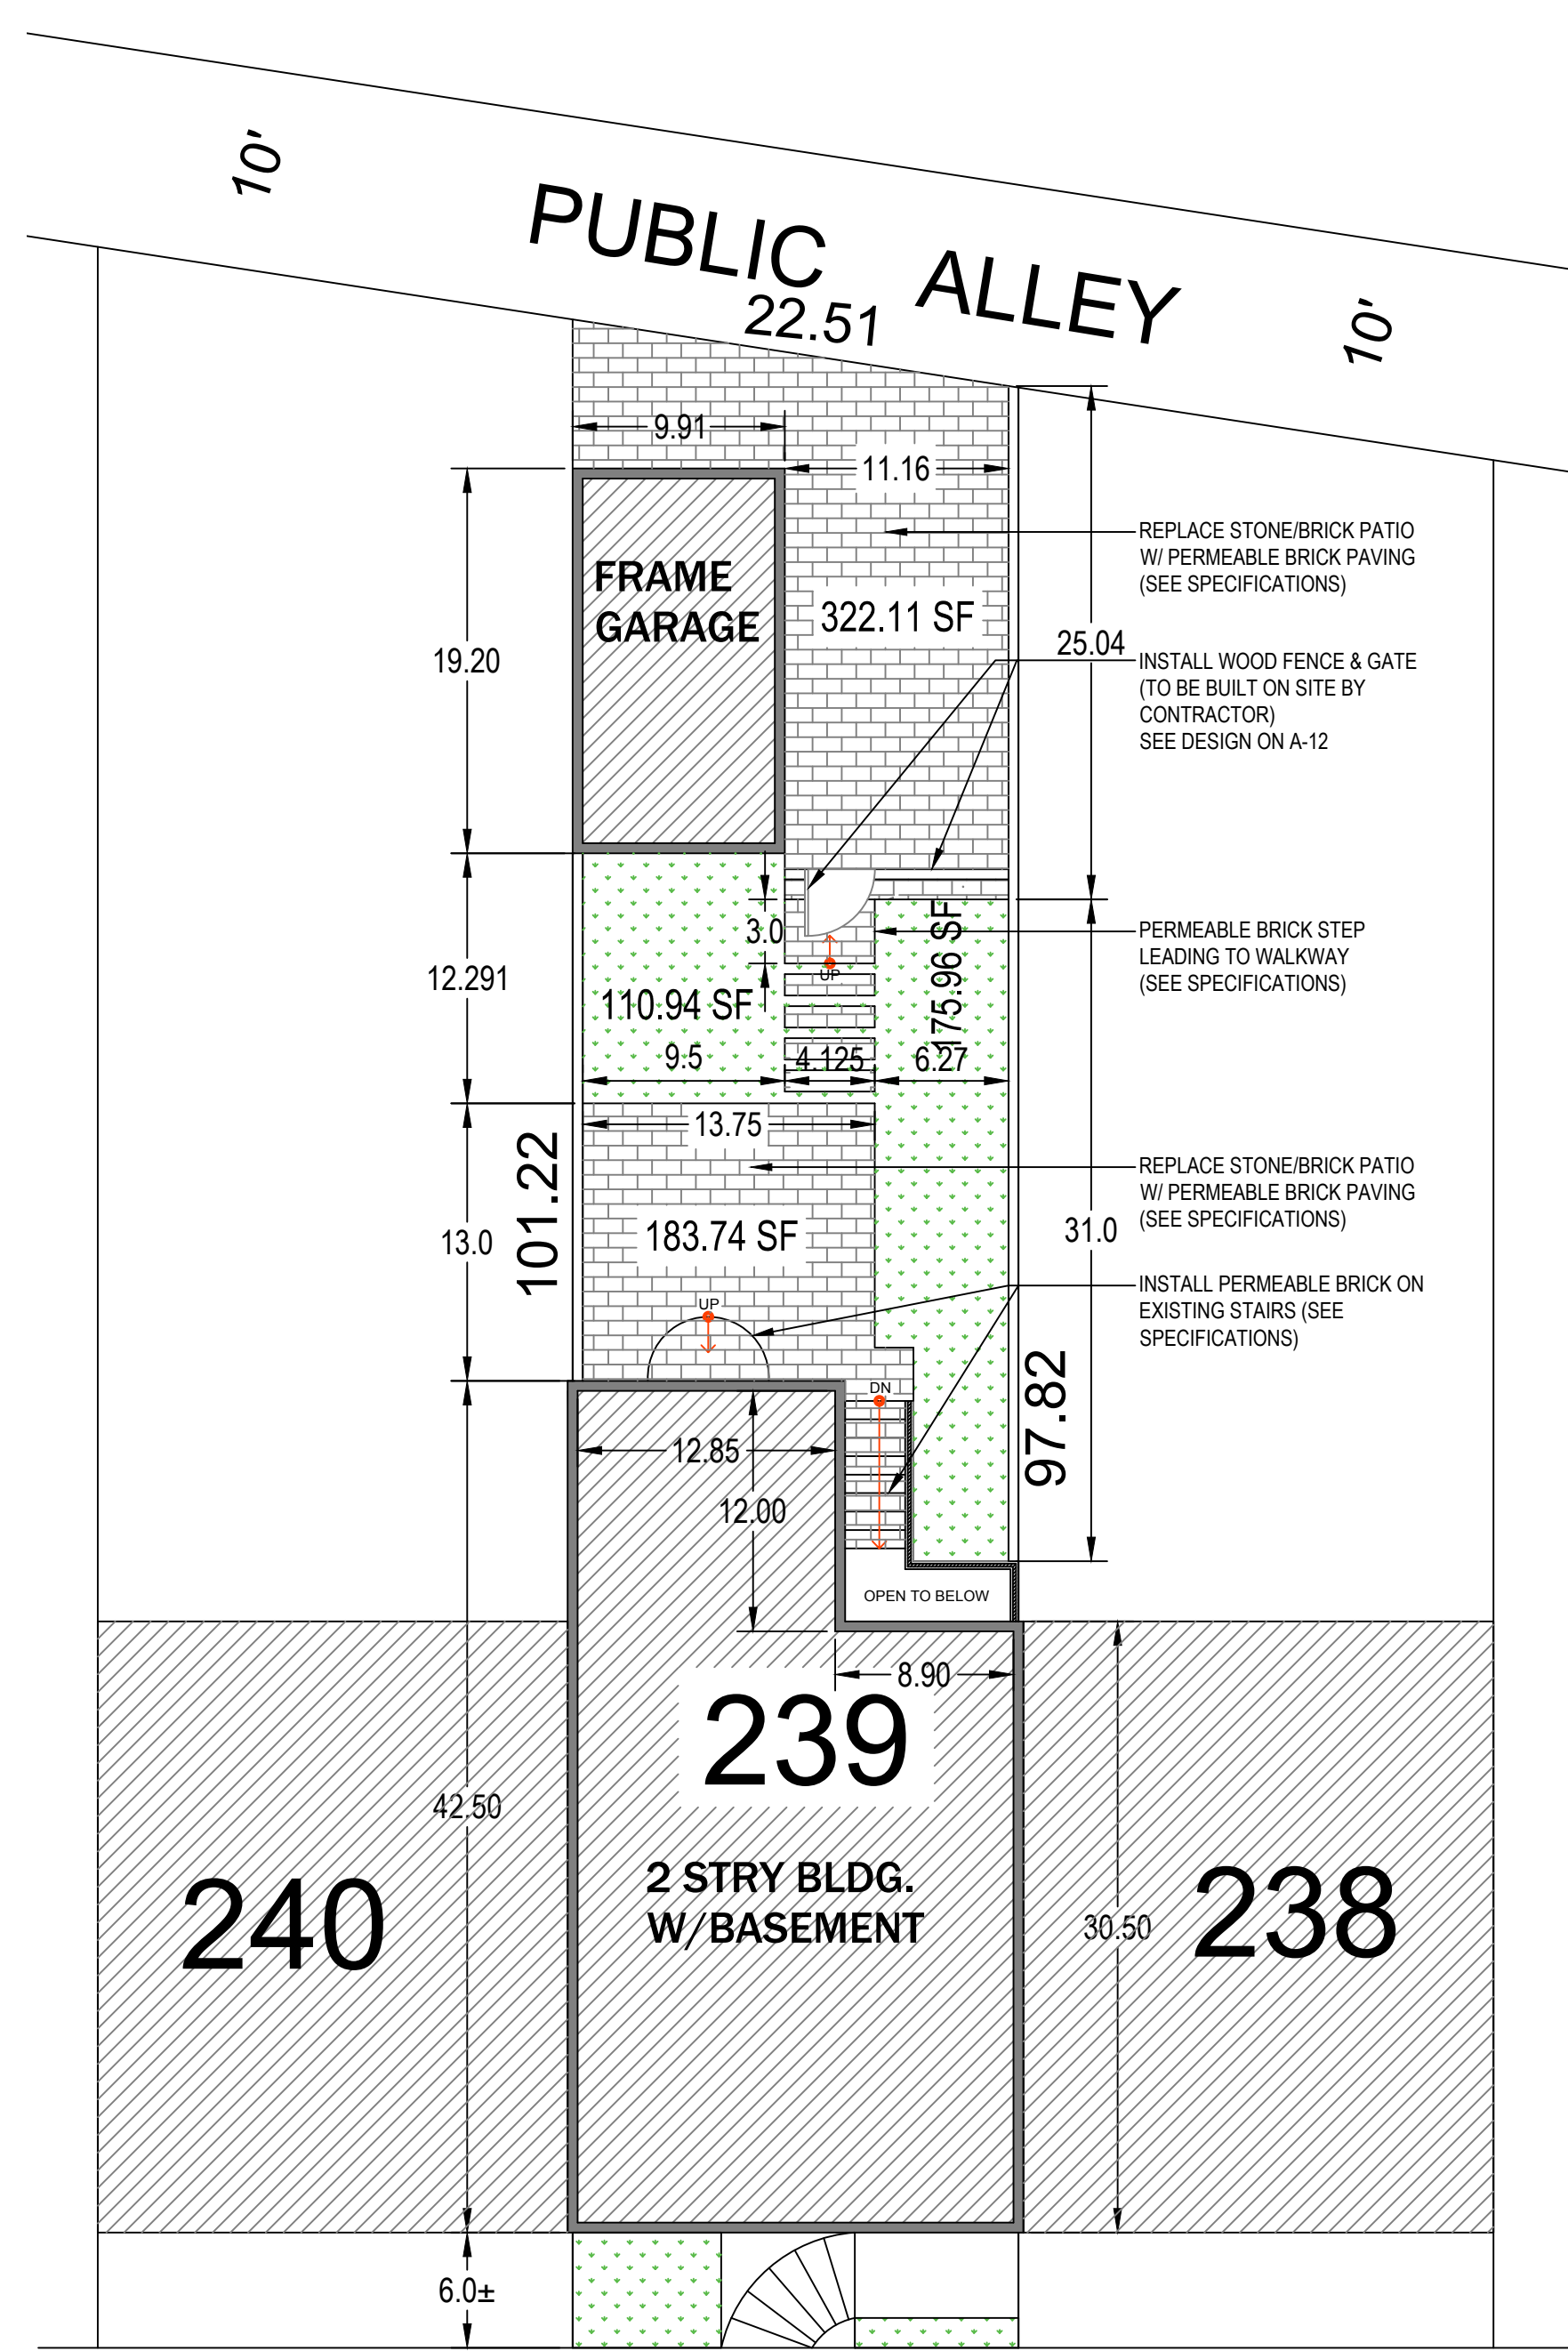 10'
PUBLIC ALLEY
10'
22.51
9.91
11.16
REPLACE STONE/BRICK PATIO
W/ PERMEABLE BRICK PAVING
(SEE SPECIFICATIONS)
FRAME
GARAGE
322.11 SF
25.04
19.20
INSTALL WOOD FENCE & GATE
(TO BE BUILT ON SITE BY
CONTRACTOR)
SEE DESIGN ON A-12
3.0
175.96 SF
PERMEABLE BRICK STEP
LEADING TO WALKWAY
(SEE SPECIFICATIONS)
UP
12.291
110.94 SF
9.5
4.125
6.27
13.75
101.22
REPLACE STONE/BRICK PATIO
W/ PERMEABLE BRICK PAVING
(SEE SPECIFICATIONS)
183.74 SF
31.0
13.0
INSTALL PERMEABLE BRICK ON
EXISTING STAIRS (SEE
SPECIFICATIONS)
UP
DN
97.82
12.85
12.00
OPEN TO BELOW
8.90
239
42.50
2 STRY BLDG.
W/BASEMENT
240
238
30.50
6.0±